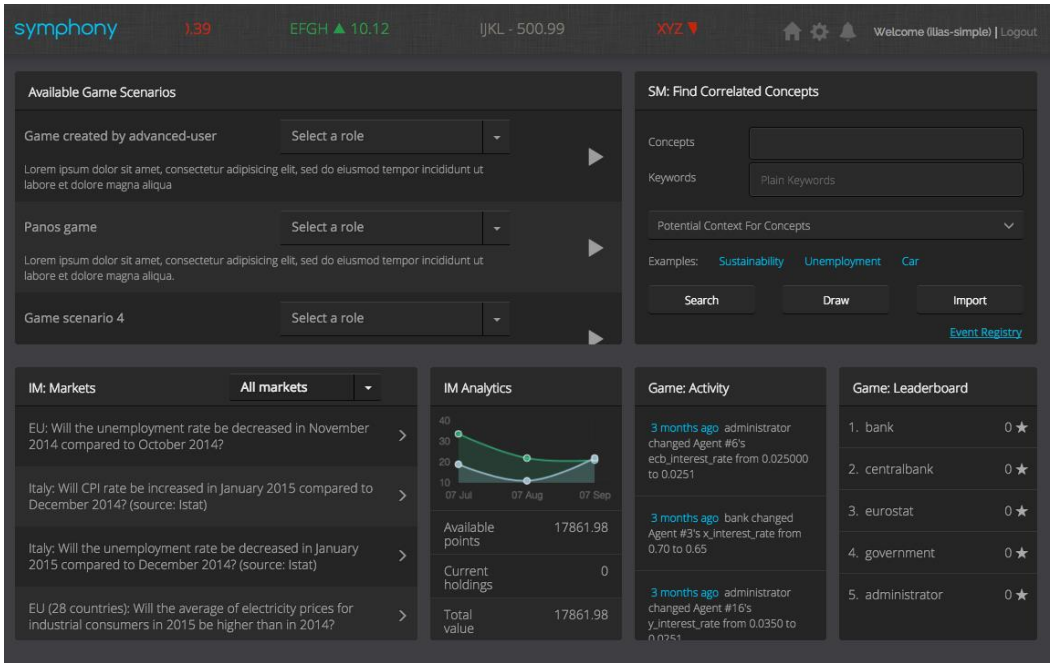 symphony
).39
EFGH ▲ 10.12
IJKL - 500.99
XYZ
Welcome (ilias-simple) | Logout
Available Game Scenarios
Game created by advanced-user
Select a role
Lorem ipsum dolor sit amet, consectetur adipisicing elit, sed do eiusmod tempor incididunt ut
labore et dolore magna aliqua
Panos game
Select a role
Lorem ipsum dolor sit amet, consectetur adipisicing elit, sed do eiusmod tempor incididunt ut
labore et dolore magna aliqua.
Game scenario 4
Select a role
SM: Find Correlated Concepts
Concepts
Keywords
Plain Keywords
Potential Context For Concepts
Examples: Sustainability Unemployment Car
Search
Draw
Import
Event Registry
IM: Markets
All markets
EU: Will the unemployment rate be decreased in November
2014 compared to October 2014?
Italy: Will CPI rate be increased in January 2015 compared to
December 2014? (source: Istat)
Italy: Will the unemployment rate be decreased in January
2015 compared to December 2014? (source: Istat)
EU (28 countries): Will the average of electricity prices for
industrial consumers in 2015 be higher than in 2014?
IM Analytics
40
30
20
10
07 Jul
07 Aug
07 Sep
Available
points
17861.98
Current
holdings
0
Total
value
17861.98
Game: Activity
3 months ago administrator
changed Agent #6's
ecb_interest_rate from 0.025000
to 0.0251
3 months ago bank changed
Agent #3's x_interest_rate from
0.70 to 0.65
3 months ago administrator
changed Agent #16's
y_interest_rate from 0.0350 to
0.0251
Game: Leaderboard
1. bank 0 ★
2. centralbank 0 ★
3. eurostat 0 ★
4. government 0 ★
5. administrator 0 ★